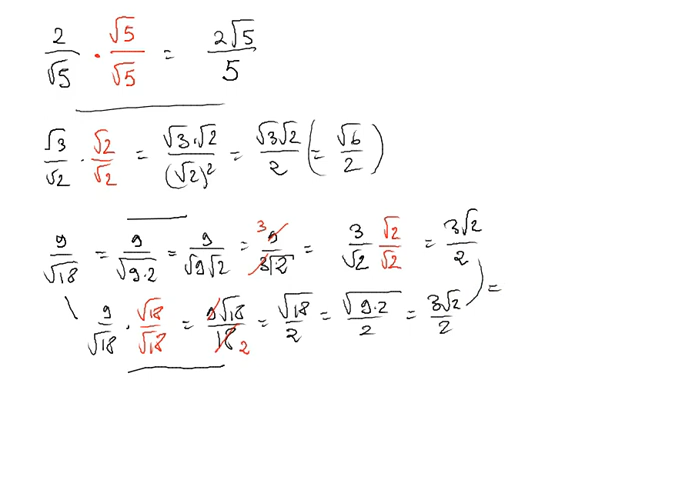 2/√5 · √5/√5 = 2√5/5
√3/√2 · √2/√2 = √3·√2/(√2)² = √3√2/2 (= √6/2)
9/√18 = 9/√9·2 = 9/√9√2 = 3 9/3√2 = 3/√2 √2/√2 = 3√2/2
9/√18 · √18/√18 = 9√18/18 2 = √18/2 = √9·2/2 = 3√2/2 ) =